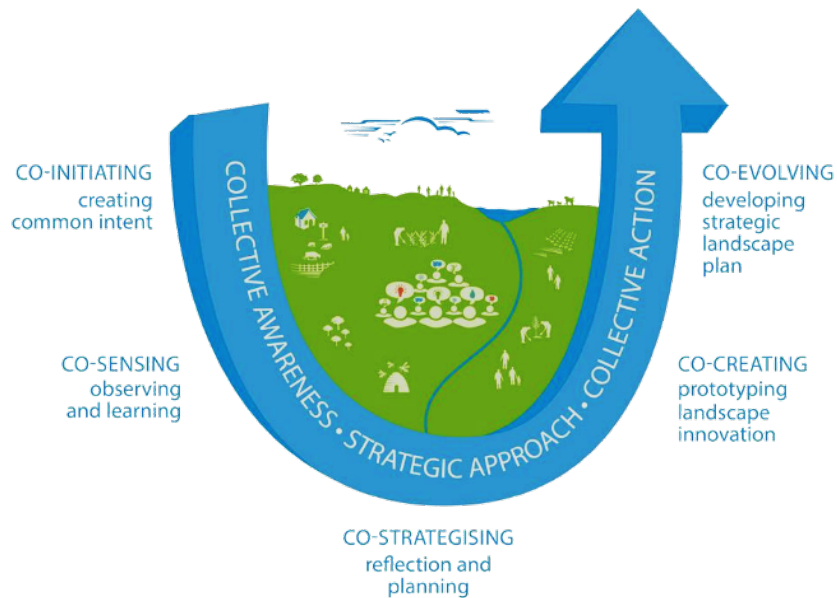 CO-INITIATING
creating
common intent
CO-SENSING
observing
and learning
CO-STRATEGISING
reflection and
planning
CO-CREATING
prototyping
landscape
innovation
CO-EVOLVING
developing
strategic
landscape
plan
COLLECTIVE AWARENESS • STRATEGIC APPROACH • COLLECTIVE ACTION